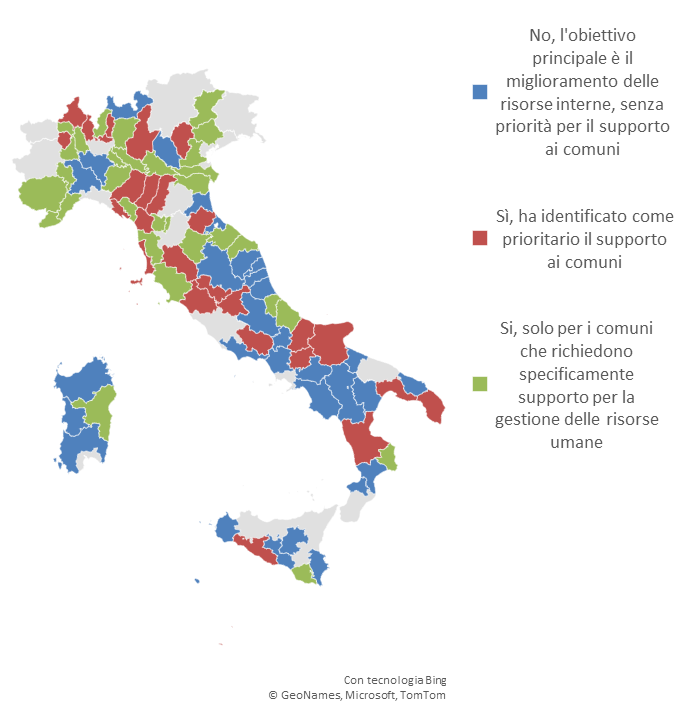 No, l'obiettivo
principale è il
miglioramento delle
risorse interne, senza
priorità per il supporto
ai comuni
Sì, ha identificato come
prioritario il supporto
ai comuni
Si, solo per i comuni
che richiedono
specificamente
supporto per la
gestione delle risorse
umane
Con tecnologia Bing
© GeoNames, Microsoft, TomTom